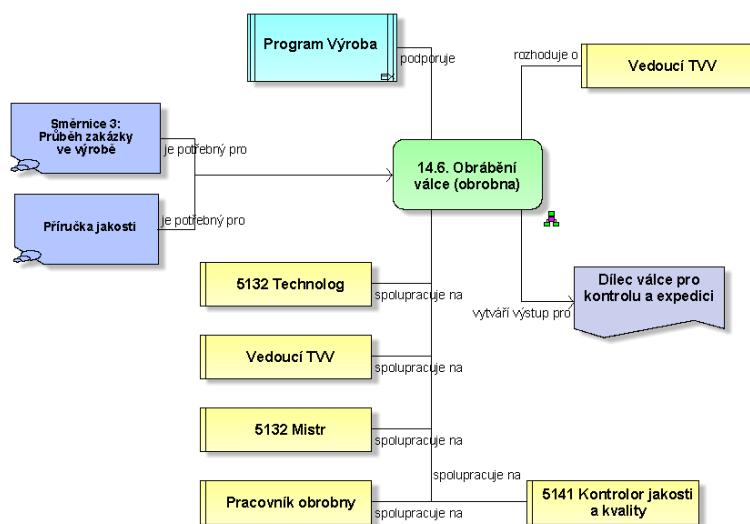 Program Výroba
podporuje
rozhoduje o
Vedoucí TVV
Směrnice 3:
Průběh zakázky
ve výrobě
je potřebný pro
14.6. Obrábění
válce (obrobna)
Příručka jakosti
je potřebný pro
5132 Technolog
spolupracuje na
Dílec válce pro
kontrolu a expedici
vytváří výstup pro
Vedoucí TVV
spolupracuje na
5132 Mistr
spolupracuje na
spolupracuje na
Pracovník obrobny
spolupracuje na
5141 Kontrolor jakosti
a kvality